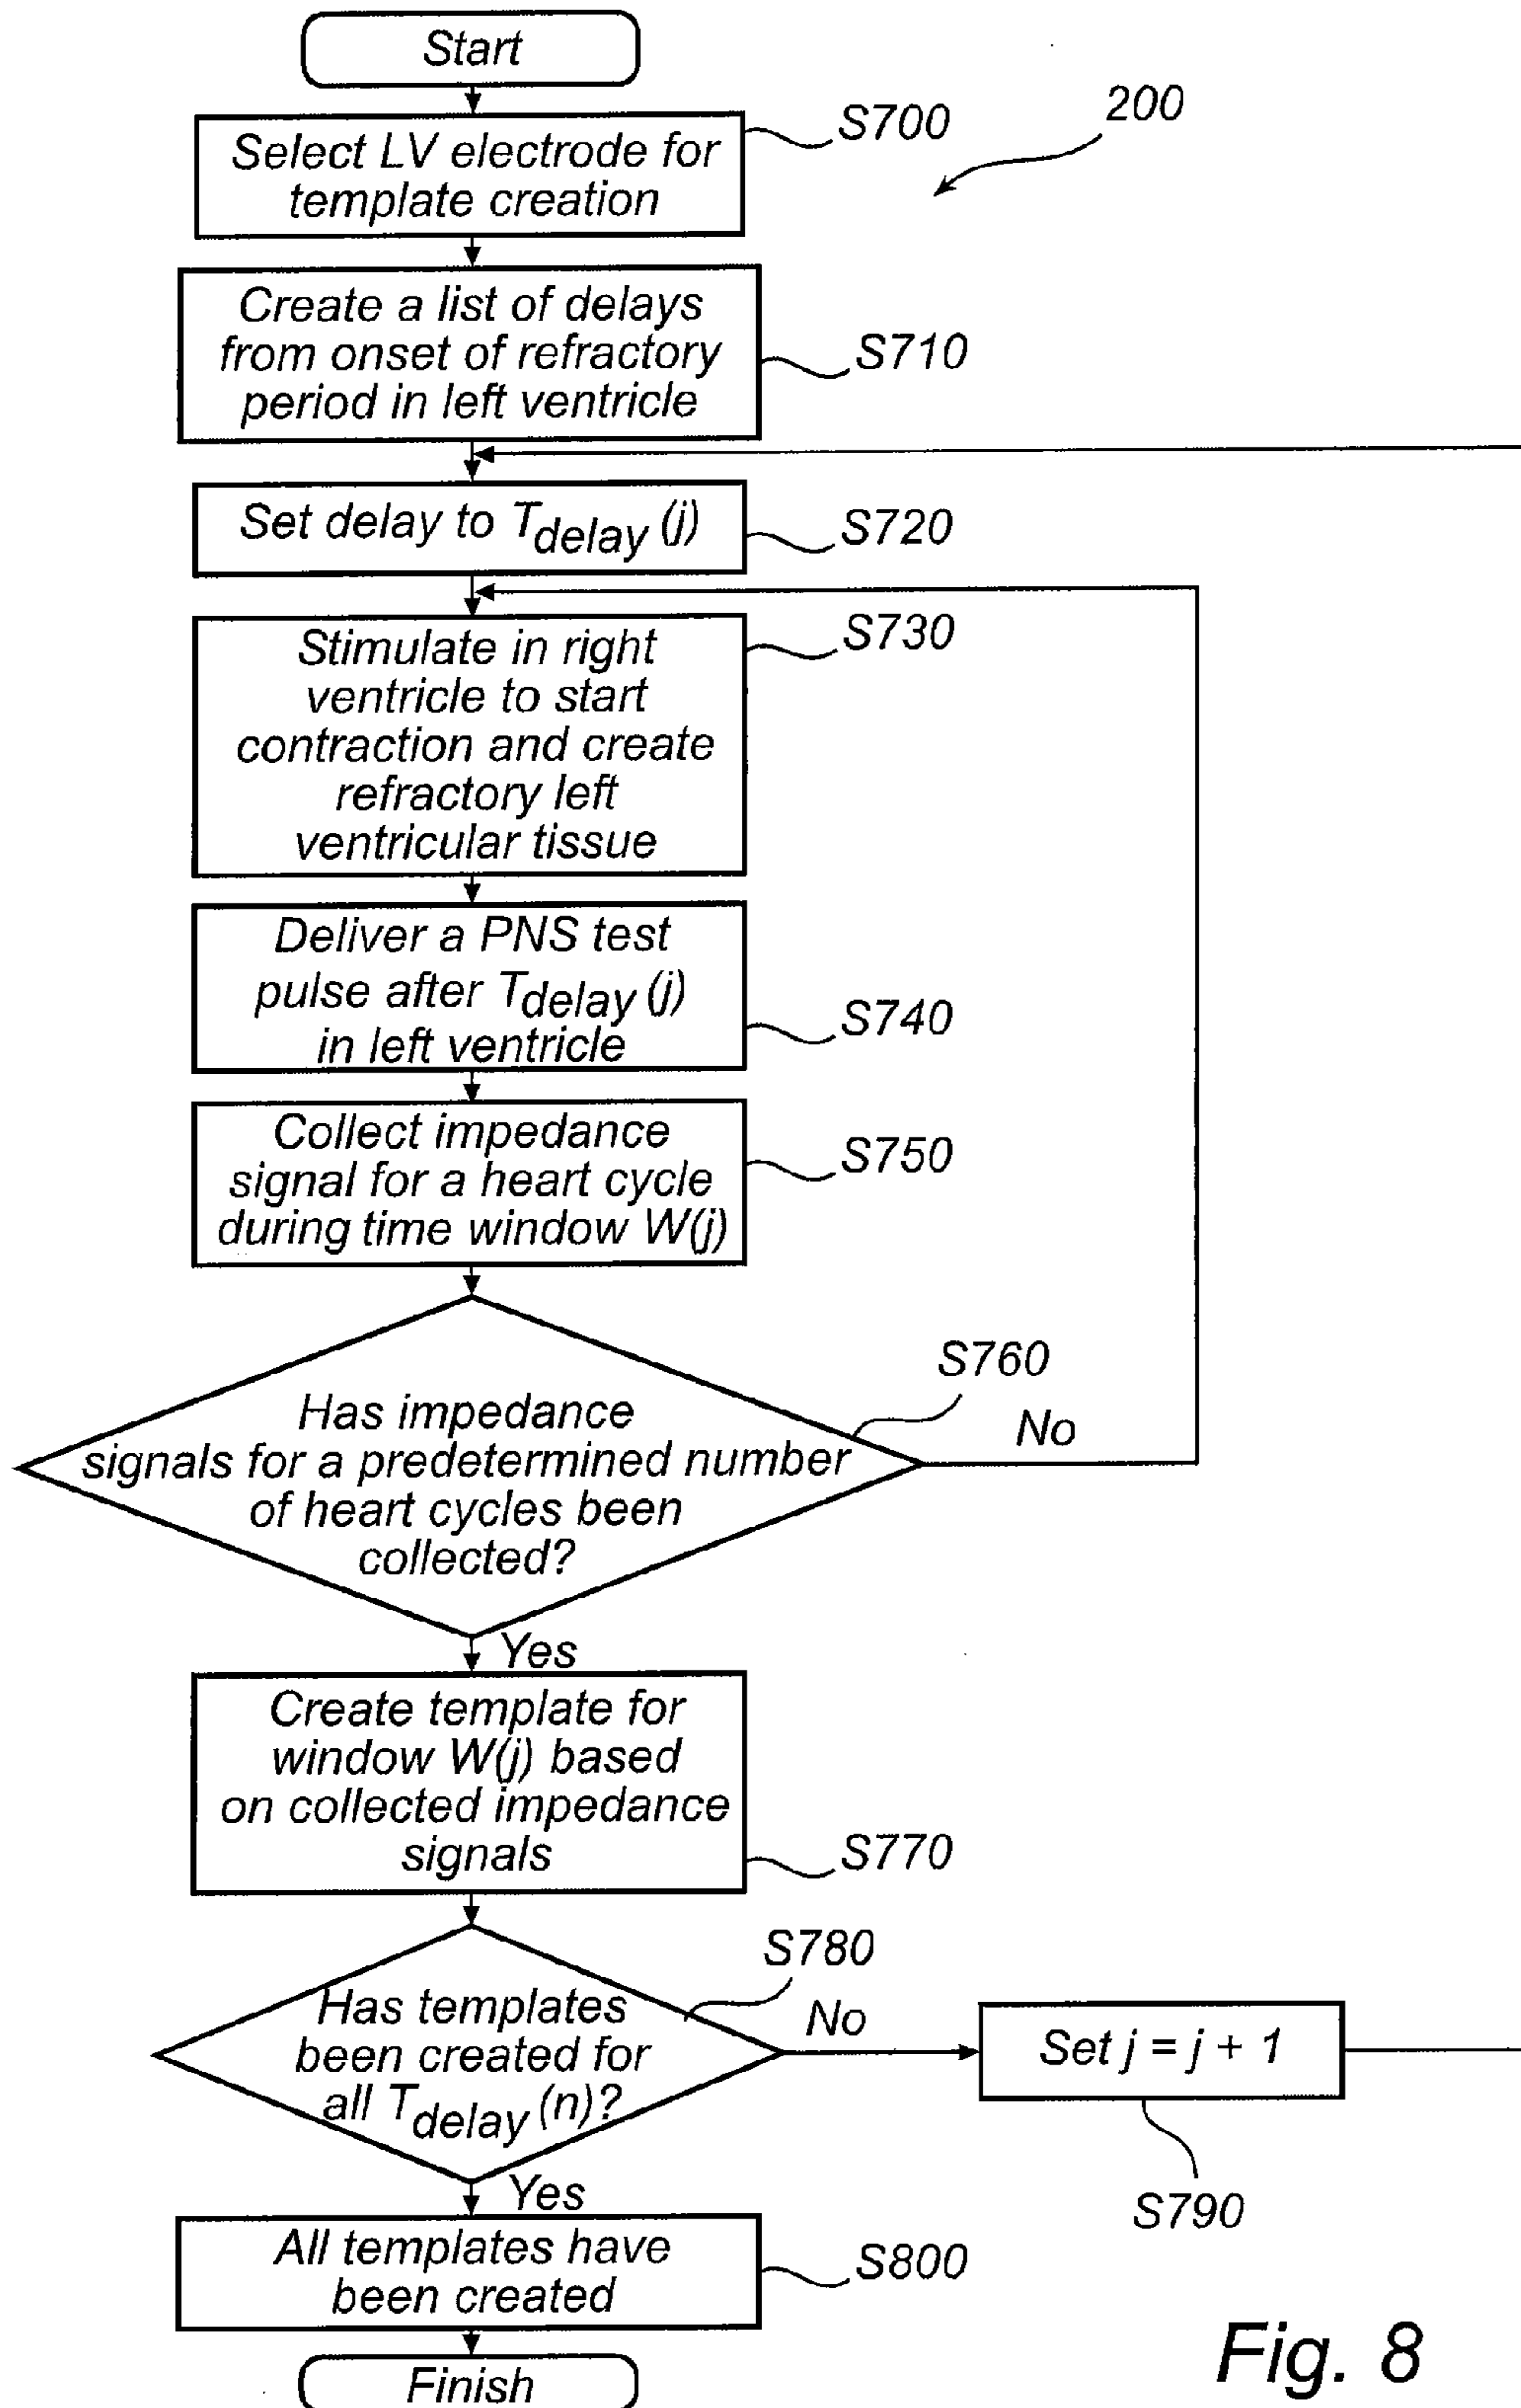 Start
200
S700
Select LV electrode for
template creation
Create a list of delays
from onset of refractory
period in left ventricle
S710
Set delay to Tdelay (j)
S720
Stimulate in right
ventricle to start
contraction and create
refractory left
ventricular tissue
S730
Deliver a PNS test
pulse after Tdelay (j)
in left ventricle
S740
Collect impedance
signal for a heart cycle
during time window W(j)
S750
Has impedance
signals for a predetermined number
of heart cycles been
collected?
S760
No
Yes
Create template for
window W(j) based
on collected impedance
signals
S770
Has templates
been created for
all Tdelay (n)?
S780
No
Set j = j + 1
S790
Yes
All templates have
been created
S800
Finish
Fig. 8